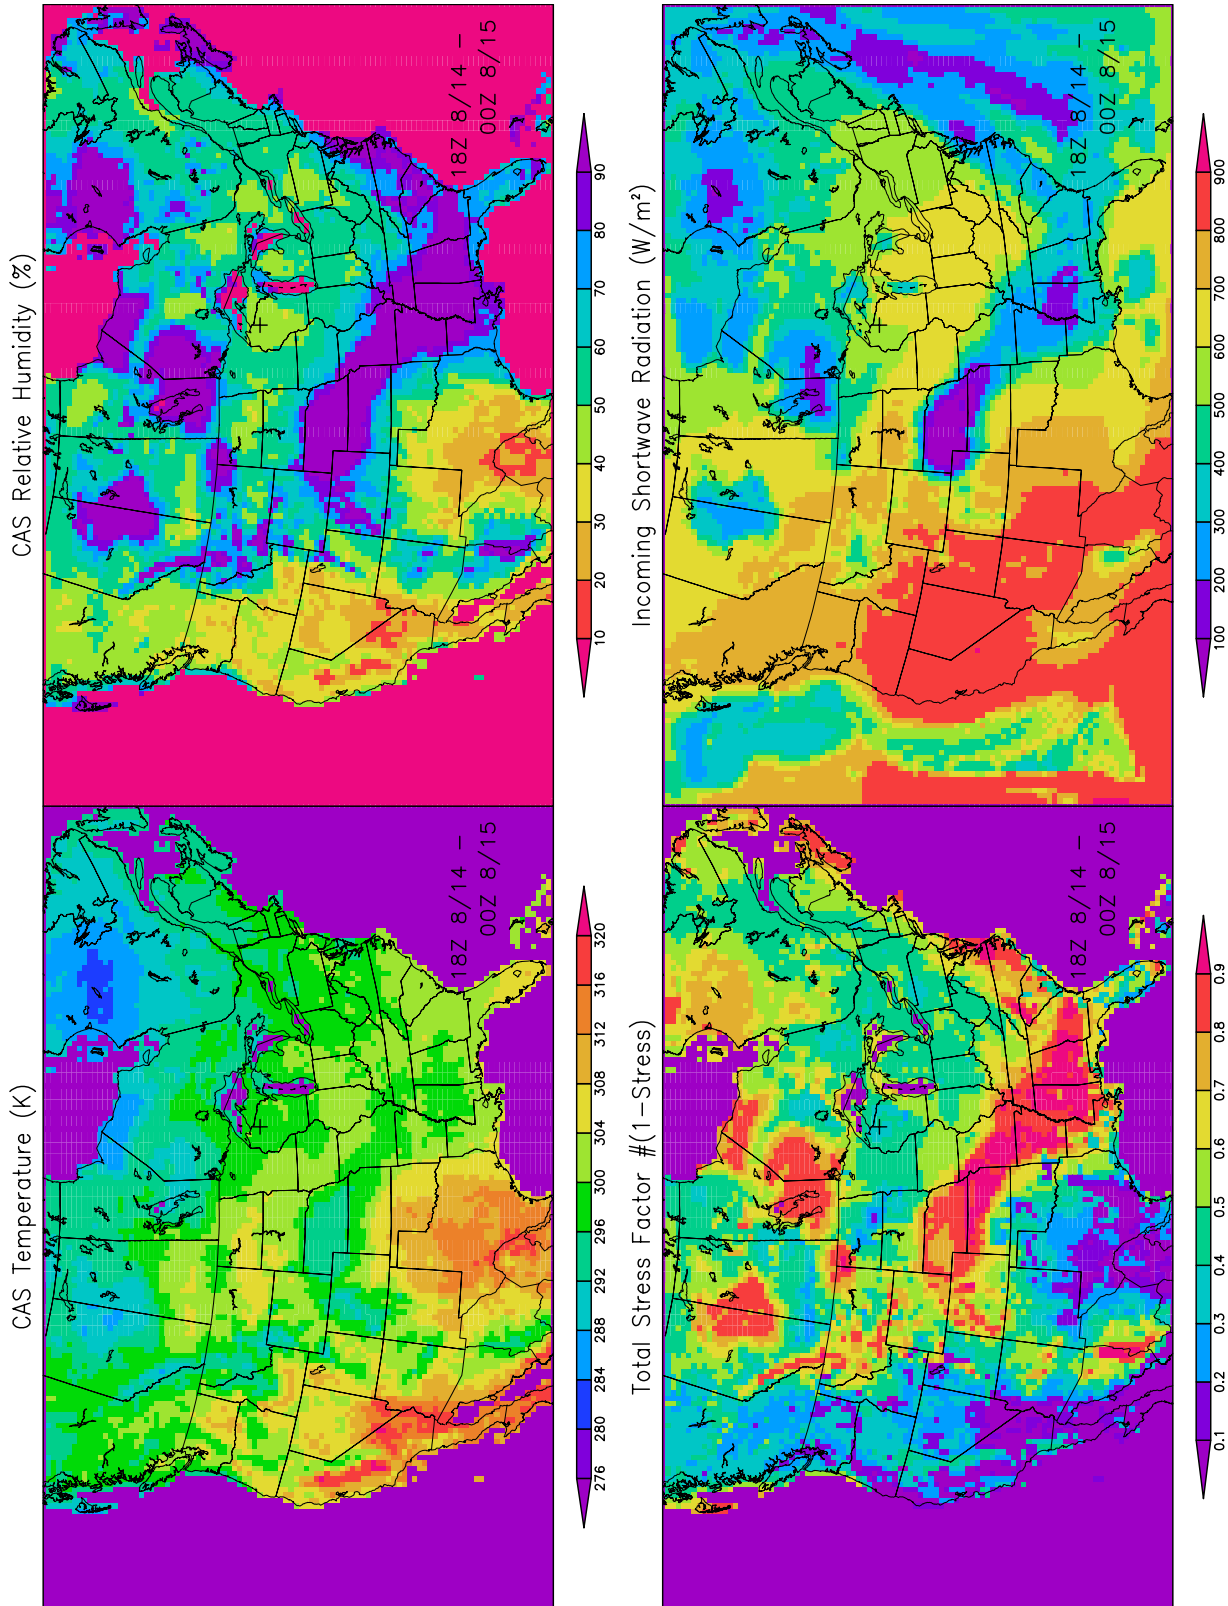 CAS Temperature (K)
18Z 8/14 –
00Z 8/15
276 280 284 288 292 296 300 304 308 312 316 320
CAS Relative Humidity (%)
18Z 8/14 –
00Z 8/15
10 20 30 40 50 60 70 80 90
Total Stress Factor #(1–Stress)
18Z 8/14 –
00Z 8/15
0.1 0.2 0.3 0.4 0.5 0.6 0.7 0.8 0.9
Incoming Shortwave Radiation (W/m²)
18Z 8/14 –
00Z 8/15
100 200 300 400 500 600 700 800 900